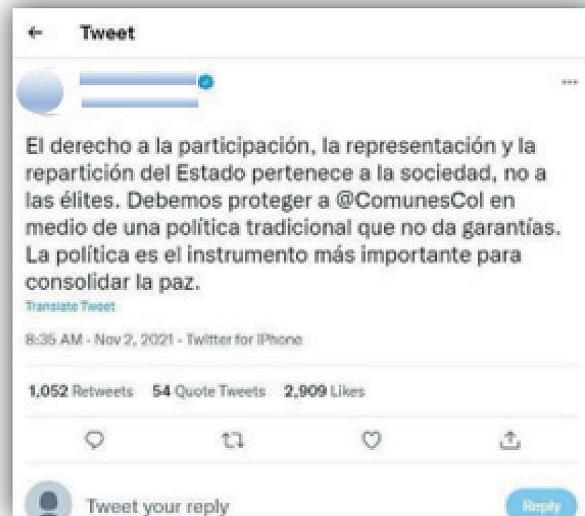 Tweet
El derecho a la participación, la representación y la
repartición del Estado pertenece a la sociedad, no a
las élites. Debemos proteger a @ComunesCol en
medio de una política tradicional que no da garantías.
La política es el instrumento más importante para
consolidar la paz.
Translate Tweet
8:35 AM - Nov 2, 2021 - Twitter for iPhone
1,052 Retweets 54 Quote Tweets 2,909 Likes
Tweet your reply
Reply